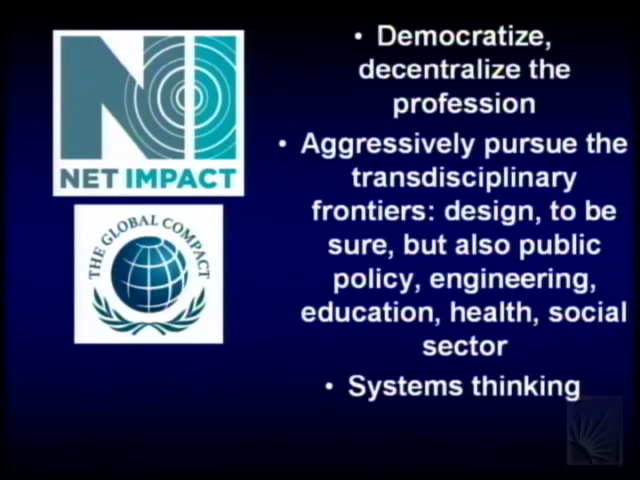 NI
NET IMPACT
THE GLOBAL COMPACT
• Democratize,
decentralize the
profession
• Aggressively pursue the
transdisciplinary
frontiers: design, to be
sure, but also public
policy, engineering,
education, health, social
sector
• Systems thinking